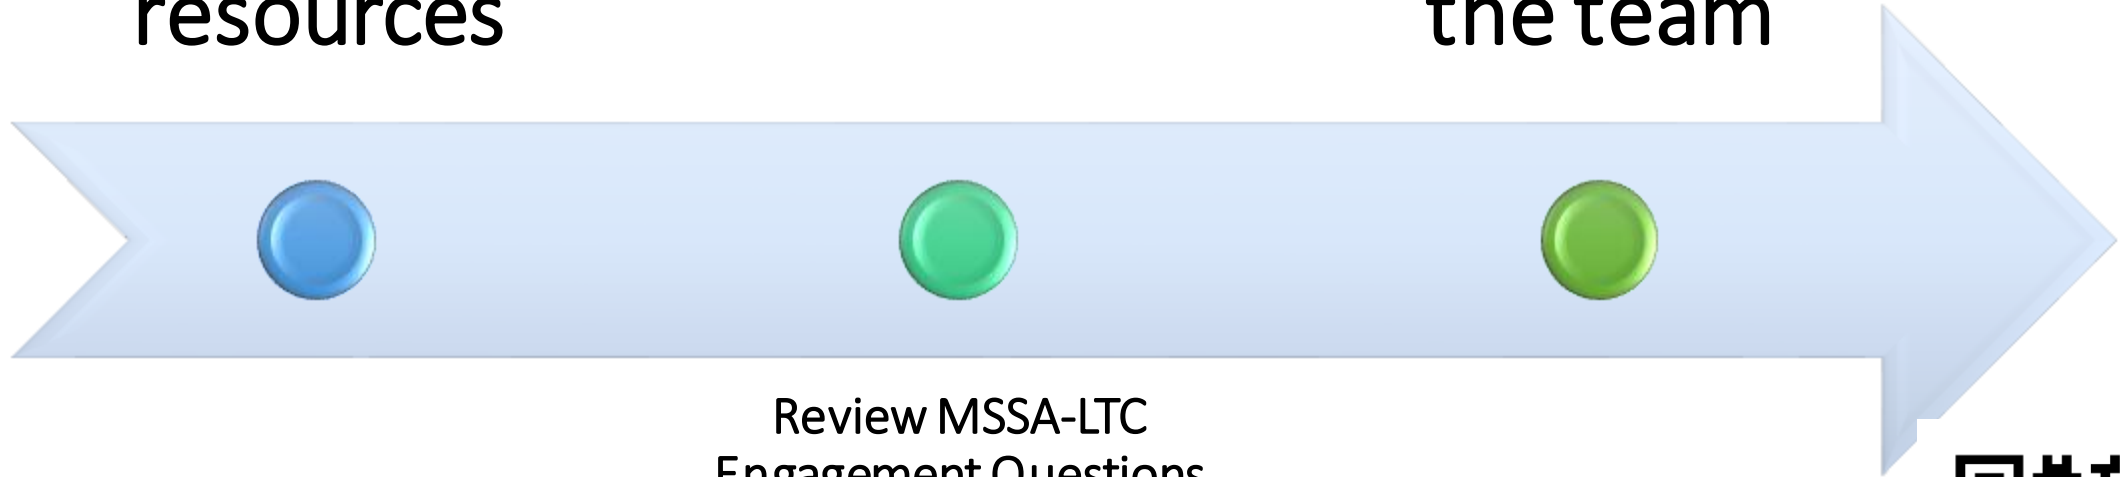 resources
the team
Review MSSA-LTC
Engagement Questions